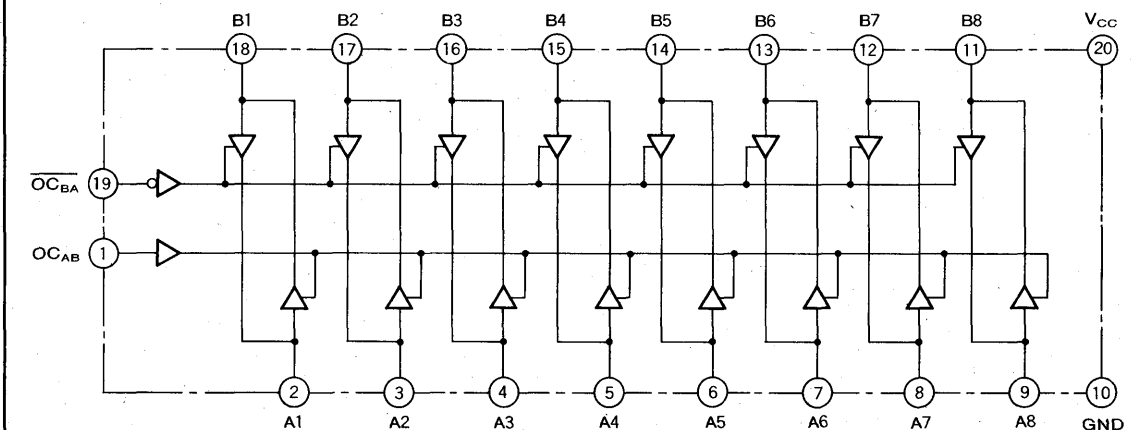 B1 B2 B3 B4 B5 B6 B7 B8 VCC
18 17 16 15 14 13 12 11 20
OCBA 19
OCAB 1
2 3 4 5 6 7 8 9 10
A1 A2 A3 A4 A5 A6 A7 A8 GND